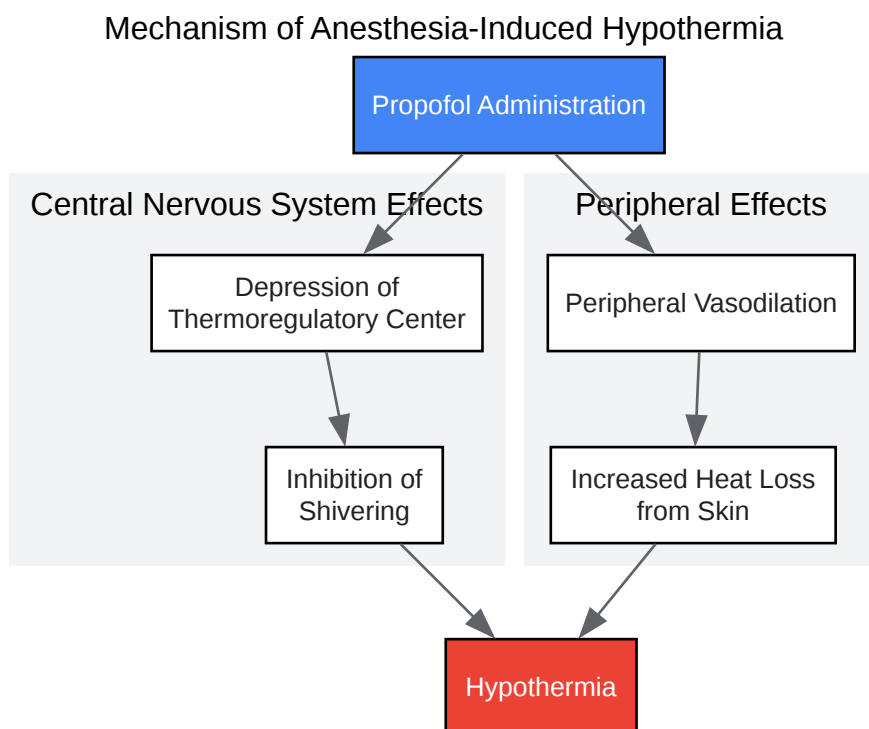 Mechanism of Anesthesia-Induced Hypothermia
Propofol Administration
Central Nervous System Effects
Depression of
Thermoregulatory Center
Inhibition of
Shivering
Peripheral Effects
Peripheral Vasodilation
Increased Heat Loss
from Skin
Hypothermia